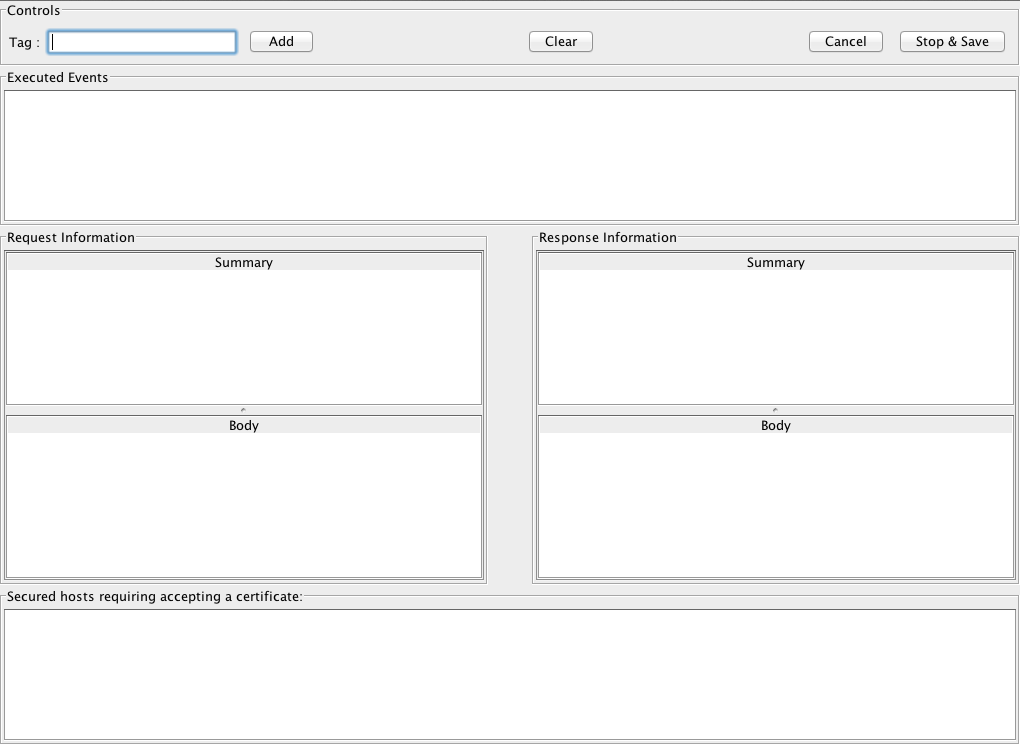 Controls
Tag : Add Clear Cancel Stop & Save
Executed Events
Request Information Response Information
Summary Summary
Body Body
Secured hosts requiring accepting a certificate: